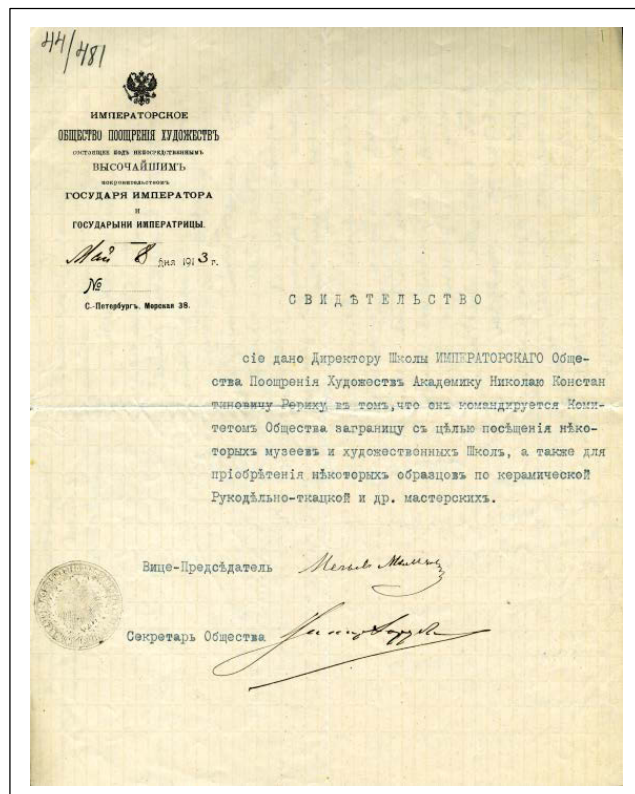 44/481
ИМПЕРАТОРСКОЕ
ОБЩЕСТВО ПООЩРЕНІЯ ХУДОЖЕСТВЪ
СОСТОЯЩЕЕ ПОДЪ НЕПОСРЕДСТВЕННЫМЪ
ВЫСОЧАЙШИМЪ
ПОКРОВИТЕЛЬСТВОМЪ
ГОСУДАРЯ ИМПЕРАТОРА
И
ГОСУДАРЫНИ ИМПЕРАТРИЦЫ.
Май 8 дня 1913 г.
№
С.-Петербургъ. Морская 38.
СВИДѢТЕЛЬСТВО
сіе дано Директору Школы ИМПЕРАТОРСКАГО Обще-
ства Поощренія Художествъ Академику Николаю Констан
тиновичу Рериху въ томъ, что онъ командируется Коми-
тетомъ Общества заграницу съ цѣлью посѣщенія нѣко-
торыхъ музеевъ и художественныхъ Школъ, а также для
пріобрѣтенія нѣкоторыхъ образцовъ по керамической
Рукодѣльно-ткацкой и др. мастерскихъ.
Вице-Предсѣдатель
Секретарь Общества